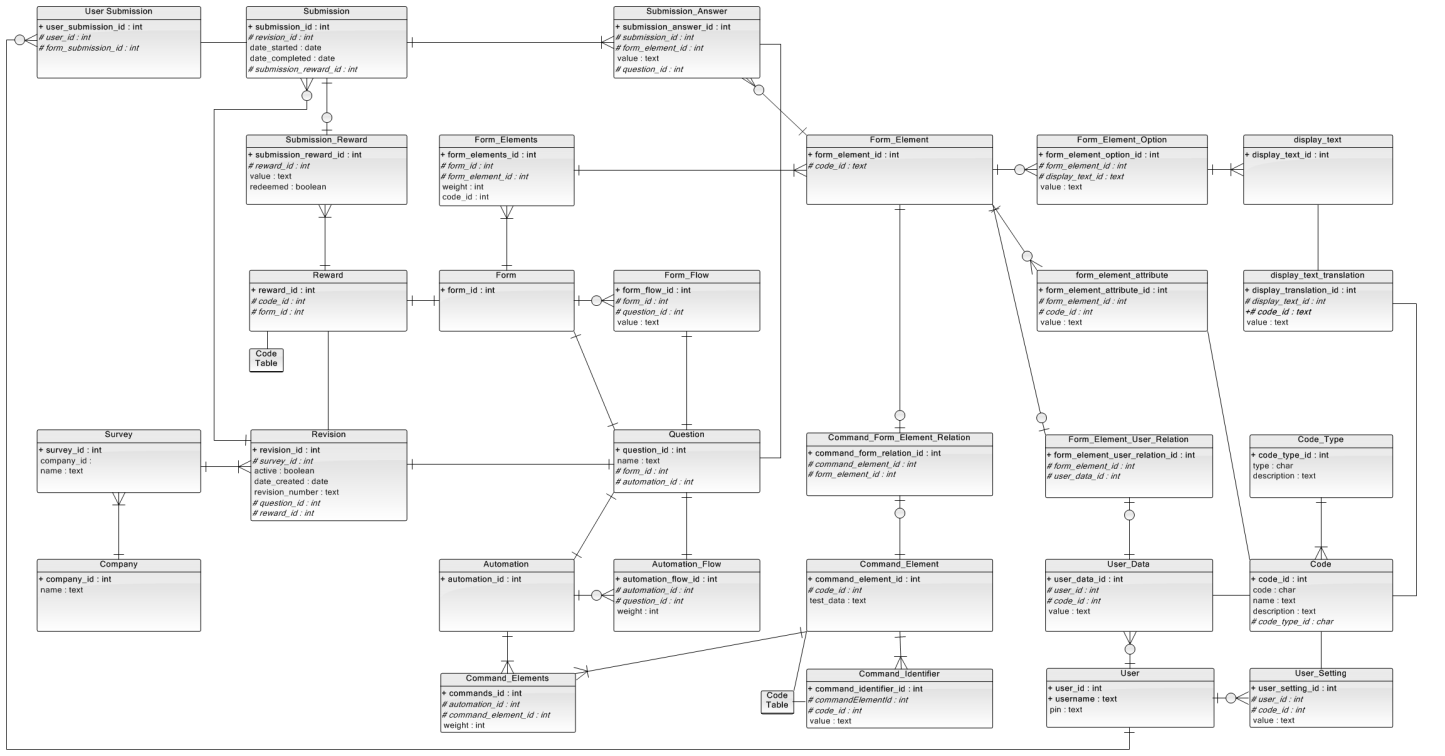 User Submission
+ user_submission_id : int
# user_id : int
# form_submission_id : int
Submission
+ submission_id : int
# revision_id : int
date_started : date
date_completed : date
# submission_reward_id : int
Submission_Answer
+ submission_answer_id : int
# submission_id : int
# form_element_id : int
value : text
# question_id : int
Submission_Reward
+ submission_reward_id : int
# reward_id : int
value : text
redeemed : boolean
Form_Elements
+ form_elements_id : int
# form_id : int
# form_element_id : int
weight : int
code_id : int
Form_Element
+ form_element_id : int
# code_id : text
Form_Element_Option
+ form_element_option_id : int
# form_element_id : int
# display_text_id : text
value : text
display_text
+ display_text_id : int
Reward
+ reward_id : int
# code_id : int
# form_id : int
Form
+ form_id : int
Form_Flow
+ form_flow_id : int
# form_id : int
# question_id : int
value : text
form_element_attribute
+ form_element_attribute_id : int
# form_element_id : int
# code_id : int
value : text
display_text_translation
+ display_translation_id : int
# display_text_id : int
+# code_id : text
value : text
Code
Table
Survey
+ survey_id : int
company_id :
name : text
Revision
+ revision_id : int
# survey_id : int
active : boolean
date_created : date
revision_number : text
# question_id : int
# reward_id : int
Question
+ question_id : int
name : text
# form_id : int
# automation_id : int
Command_Form_Element_Relation
+ command_form_relation_id : int
# command_element_id : int
# form_element_id : int
Form_Element_User_Relation
+ form_element_user_relation_id : int
# form_element_id : int
# user_data_id : int
Code_Type
+ code_type_id : int
type : char
description : text
Company
+ company_id : int
name : text
Automation
+ automation_id : int
Automation_Flow
+ automation_flow_id : int
# automation_id : int
# question_id : int
weight : int
Command_Element
+ command_element_id : int
# code_id : int
test_data : text
User_Data
+ user_data_id : int
# user_id : int
# code_id : int
value : text
Code
+ code_id : int
code : char
name : text
description : text
# code_type_id : char
Command_Elements
+ commands_id : int
# automation_id : int
# command_element_id : int
weight : int
Code
Table
Command_Identifier
+ command_identifier_id : int
# commandElementId : int
# code_id : int
value : text
User
+ user_id : int
+ username : text
pin : text
User_Setting
+ user_setting_id : int
# user_id : int
# code_id : int
value : text